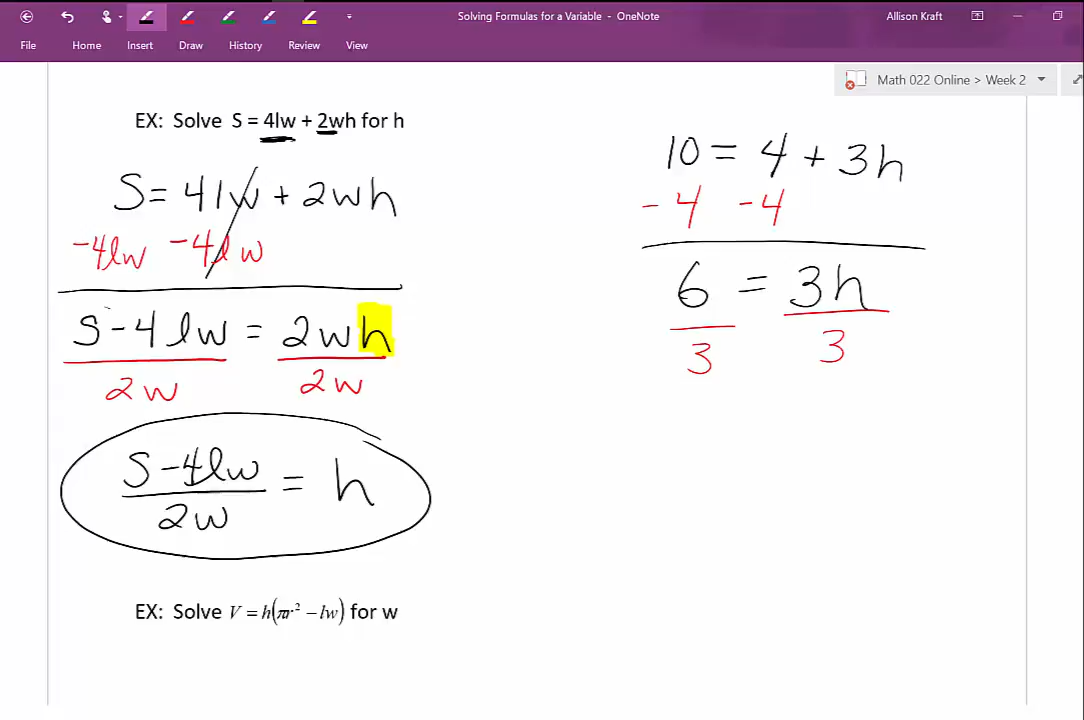 Solving Formulas for a Variable - OneNote
Allison Kraft
File Home Insert Draw History Review View
Math 022 Online > Week 2
EX: Solve S = 4lw + 2wh for h
S = 4lw + 2wh
-4lw -4lw
S - 4lw = 2wh
2w 2w
S - 4lw = h
2w
10 = 4 + 3h
-4 -4
6 = 3h
3 3
EX: Solve V = h(πr² − lw) for w